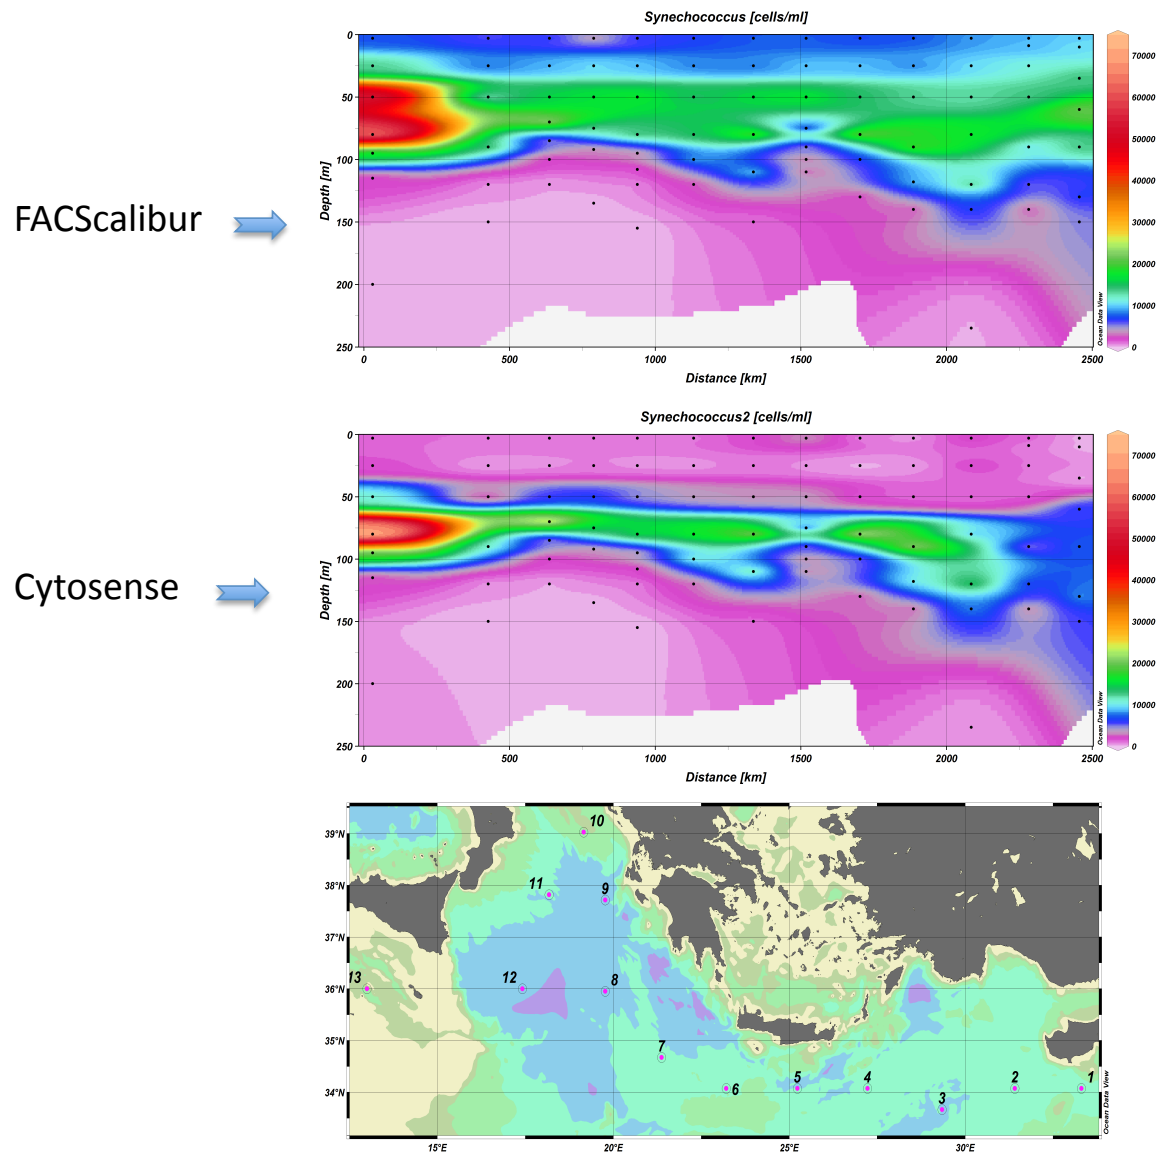 Synechococcus [cells/ml]
0
50
100
150
200
250
Depth [m]
0
500
1000
1500
2000
2500
Distance [km]
70000
60000
50000
40000
30000
20000
10000
0
Ocean Data View
FACScalibur
Synechococcus2 [cells/ml]
0
50
100
150
200
250
Depth [m]
0
500
1000
1500
2000
2500
Distance [km]
70000
60000
50000
40000
30000
20000
10000
0
Ocean Data View
Cytosense
39°N
38°N
37°N
36°N
35°N
34°N
15°E
20°E
25°E
30°E
10
11
9
13
12
8
7
6
5
4
3
2
1
Ocean Data View